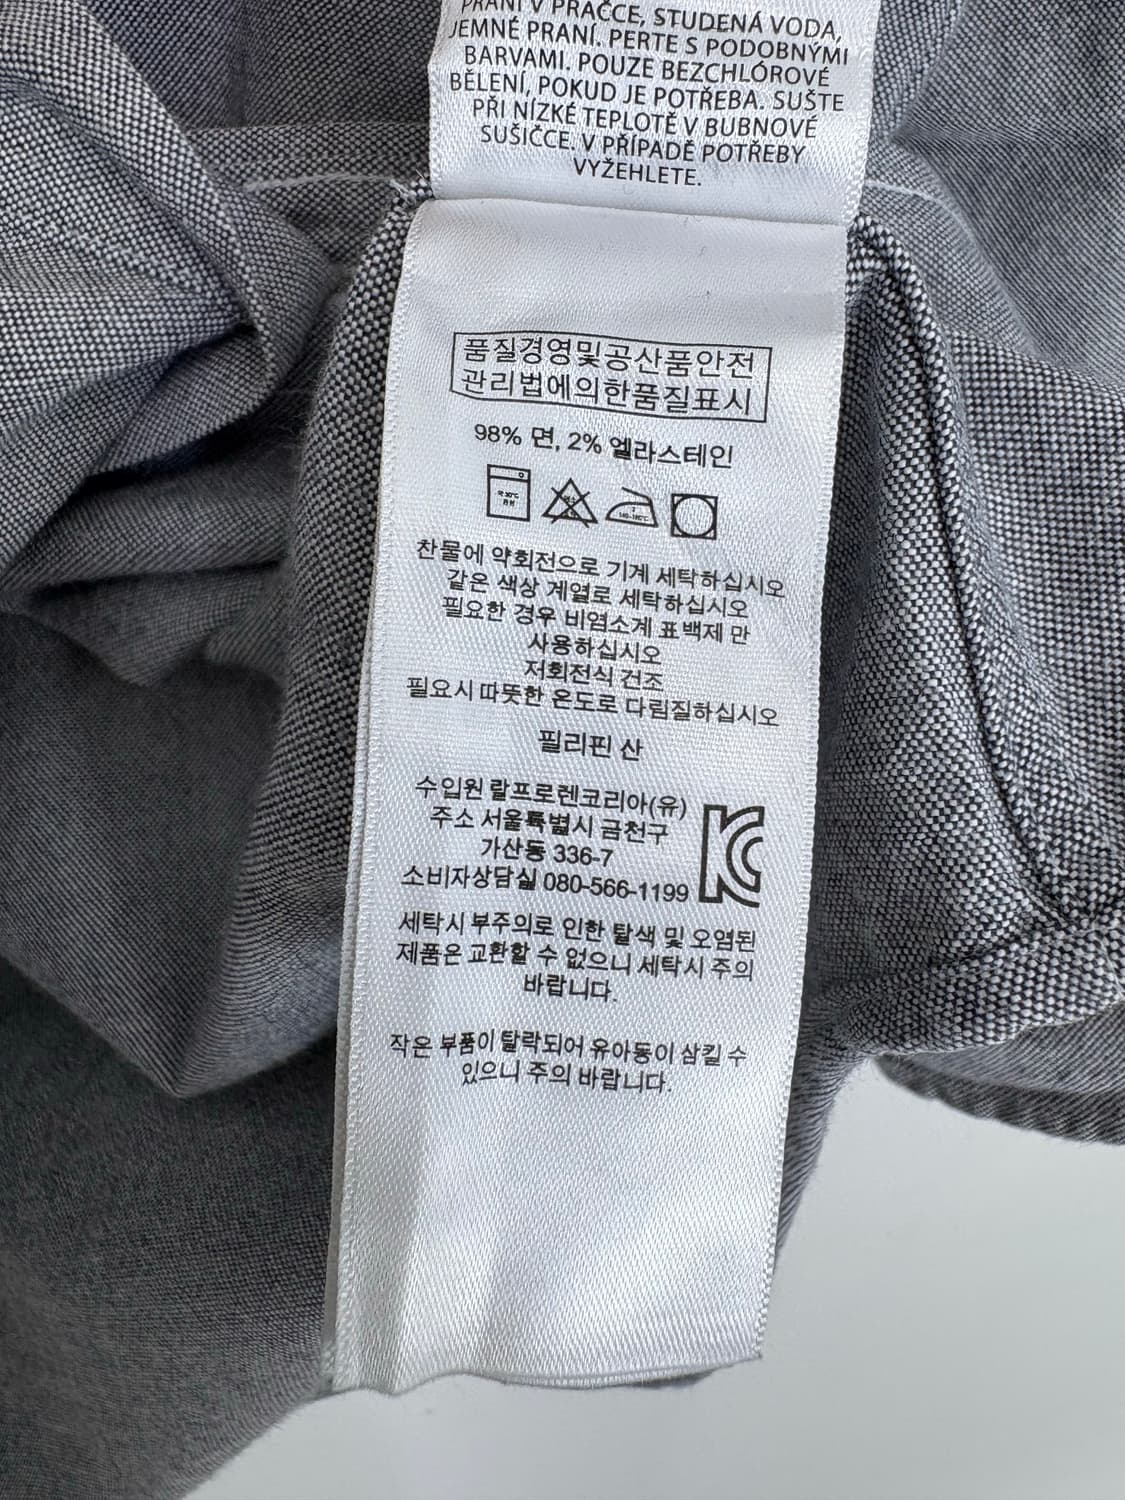 PRANÍ V PRAČCE, STUDENÁ VODA,
JEMNÉ PRANÍ. PERTE S PODOBNÝMI
BARVAMI. POUZE BEZCHLÓROVÉ
BĚLENÍ, POKUD JE POTŘEBA. SUŠTE
PŘI NÍZKÉ TEPLOTĚ V BUBNOVÉ
SUŠIČCE. V PŘÍPADĚ POTŘEBY
VYŽEHLETE.
품질경영및공산품안전
관리법에의한품질표시
98% 면, 2% 엘라스테인
찬물에 약회전으로 기계 세탁하십시오
같은 색상 계열로 세탁하십시오
필요한 경우 비염소계 표백제 만
사용하십시오
저회전식 건조
필요시 따뜻한 온도로 다림질하십시오
필리핀 산
수입원 랄프로렌코리아(유)
주소 서울특별시 금천구
가산동 336-7
소비자상담실 080-566-1199
KC
세탁시 부주의로 인한 탈색 및 오염된
제품은 교환할 수 없으니 세탁시 주의
바랍니다.
작은 부품이 탈락되어 유아동이 삼킬 수
있으니 주의 바랍니다.